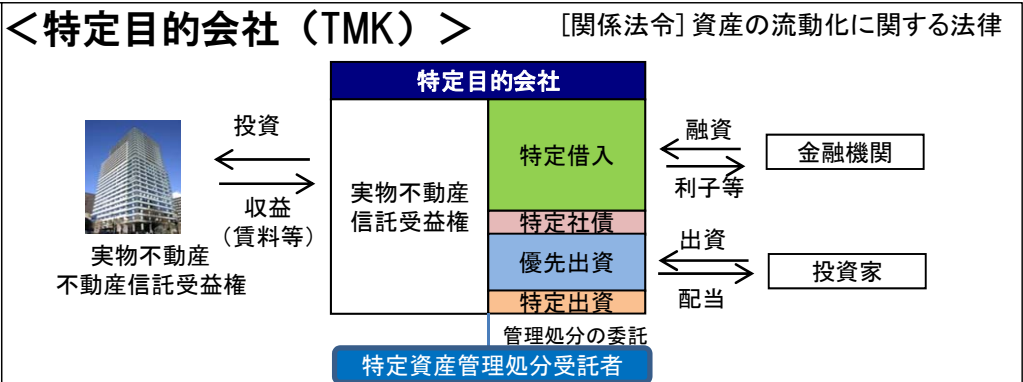 ＜特定目的会社（TMK）＞
[関係法令] 資産の流動化に関する法律
特定目的会社
投資
収益
（賃料等）
実物不動産
不動産信託受益権
実物不動産
信託受益権
特定借入
特定社債
優先出資
特定出資
融資
利子等
金融機関
出資
配当
投資家
管理処分の委託
特定資産管理処分受託者